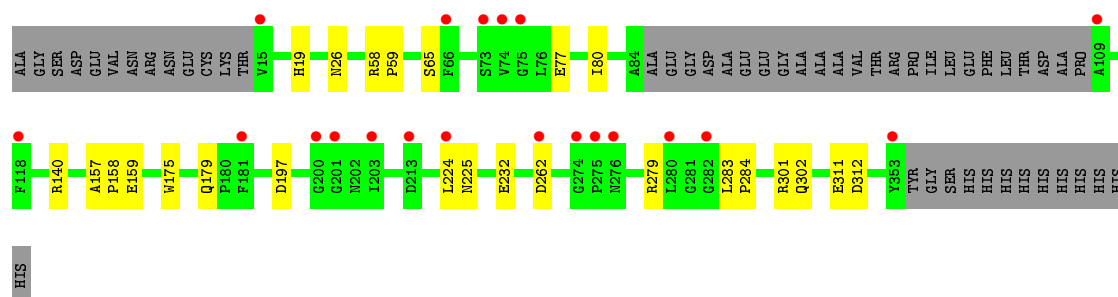 ALA GLY SER ASP GLU VAL ASN ARG ASN GLU CYS LYS THR V15 H19 N26 R58 P59 S65 F66 S73 V74 G75 L76 E77 I80 A84 ALA GLU GLY ASP ALA GLU GLU GLY ALA ALA ALA VAL THR ARG PRO ILE LEU GLU PHE LEU THR ASP ALA PRO A109
F118 R140 A157 P158 E159 W175 Q179 P180 F181 D197 G200 G201 N202 I203 D213 L224 N225 E232 D262 G274 P275 N276 R279 L280 G281 G282 L283 P284 R301 Q302 E311 D312 Y353 TYR GLY SER HIS HIS HIS HIS HIS HIS HIS HIS HIS
HIS